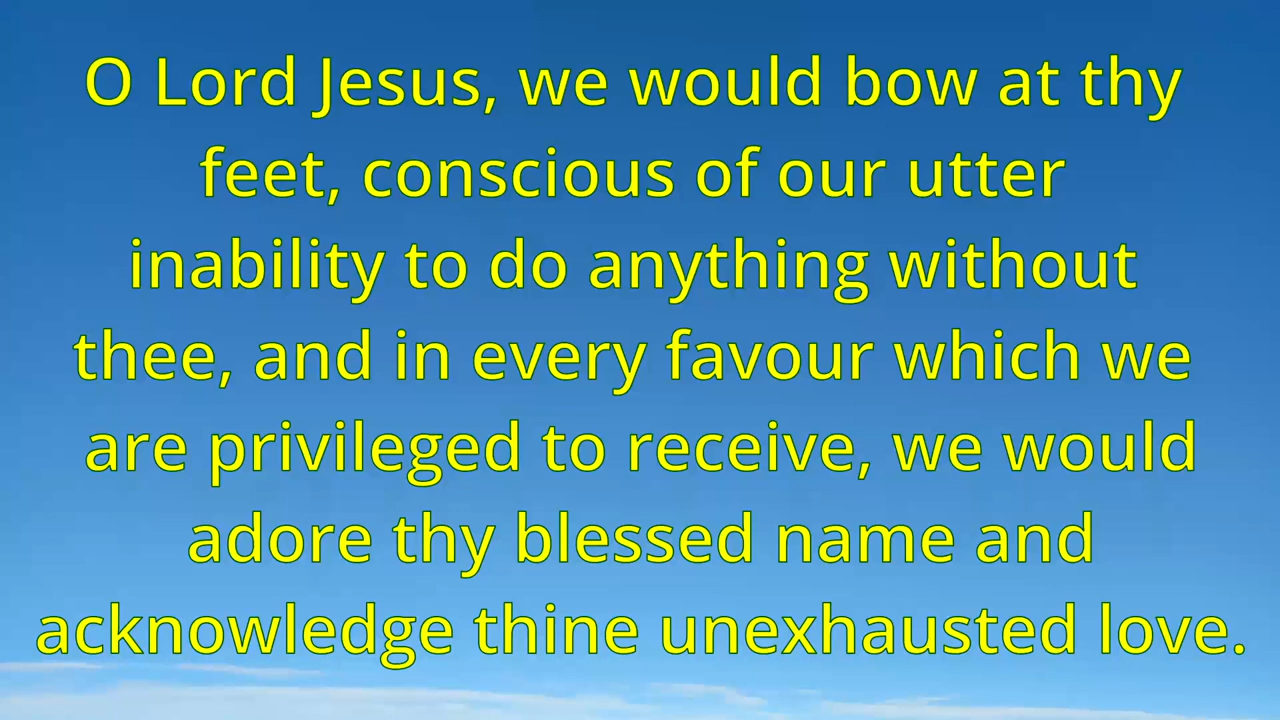 O Lord Jesus, we would bow at thy
feet, conscious of our utter
inability to do anything without
thee, and in every favour which we
are privileged to receive, we would
adore thy blessed name and
acknowledge thine unexhausted love.